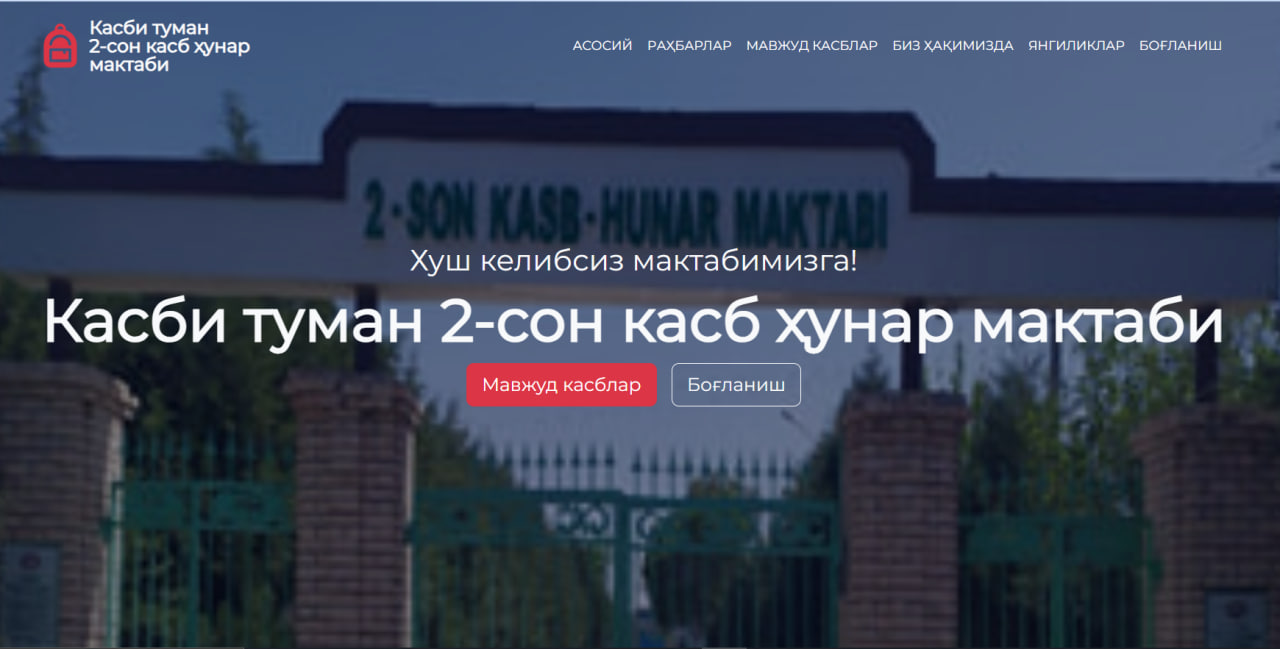 Касби туман
2-сон касб ҳунар
мактаби
АСОСИЙ РАҲБАРЛАР МАВЖУД КАСБЛАР БИЗ ҲАҚИМИЗДА ЯНГИЛИКЛАР БОҒЛАНИШ
2-SON KASB-HUNAR MAKTABI
Хуш келибсиз мактабимизга!
Касби туман 2-сон касб ҳунар мактаби
Мавжуд касблар Боғланиш